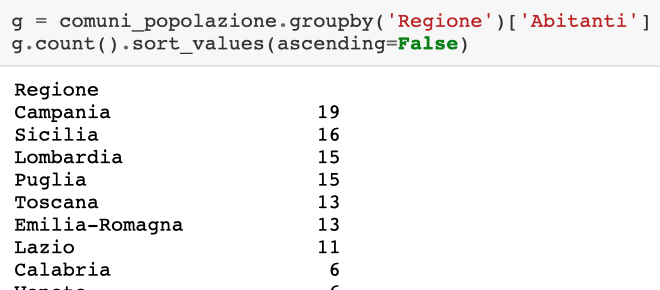 g = comuni_popolazione.groupby('Regione')['Abitanti']
g.count().sort_values(ascending=False)
Regione
Campania 19
Sicilia 16
Lombardia 15
Puglia 15
Toscana 13
Emilia-Romagna 13
Lazio 11
Calabria 6